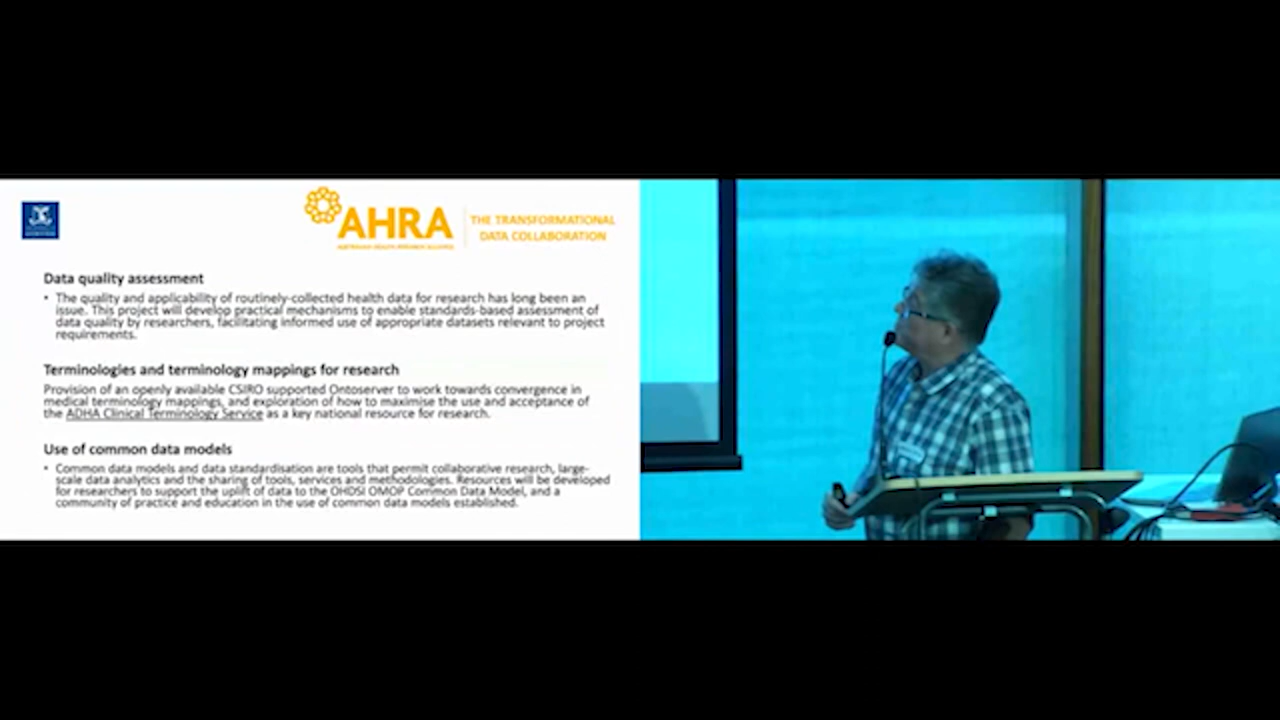 AHRA
AUSTRALIAN HEALTH RESEARCH ALLIANCE
THE TRANSFORMATIONAL
DATA COLLABORATION
Data quality assessment
• The quality and applicability of routinely-collected health data for research has long been an
issue. This project will develop practical mechanisms to enable standards-based assessment of
data quality by researchers, facilitating informed use of appropriate datasets relevant to project
requirements.
Terminologies and terminology mappings for research
Provision of an openly available CSIRO supported Ontoserver to work towards convergence in
medical terminology mappings, and exploration of how to maximise the use and acceptance of
the ADHA Clinical Terminology Service as a key national resource for research.
Use of common data models
• Common data models and data standardisation are tools that permit collaborative research, large-
scale data analytics and the sharing of tools, services and methodologies. Resources will be developed
for researchers to support the uplift of data to the OHDSI OMOP Common Data Model, and a
community of practice and education in the use of common data models established.